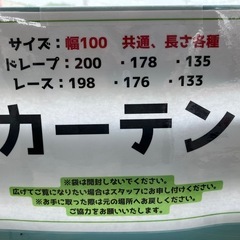 サイズ：幅100 共通、長さ各種
ドレープ：200 ・178 ・135
レース：198 ・176 ・133
カーテン
※袋は開封しないでください。
広げてご覧になりたい場合はスタッフにお申し付けください。
※お手に取った際は元の場所へお戻しください。
ご協力をお願いいたします。